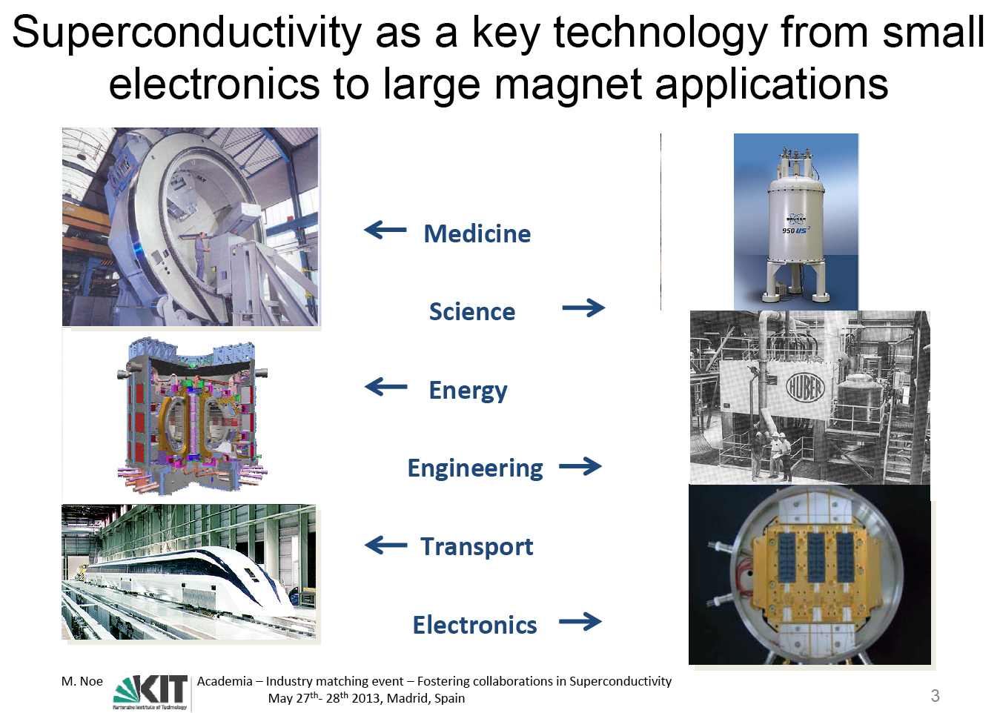 Superconductivity as a key technology from small
electronics to large magnet applications
BRUKER
950 US²
Medicine
Science
HUBER
Energy
Engineering
Transport
Electronics
M. Noe
KIT
Karlsruhe Institute of Technology
Academia – Industry matching event – Fostering collaborations in Superconductivity
May 27th- 28th 2013, Madrid, Spain
3